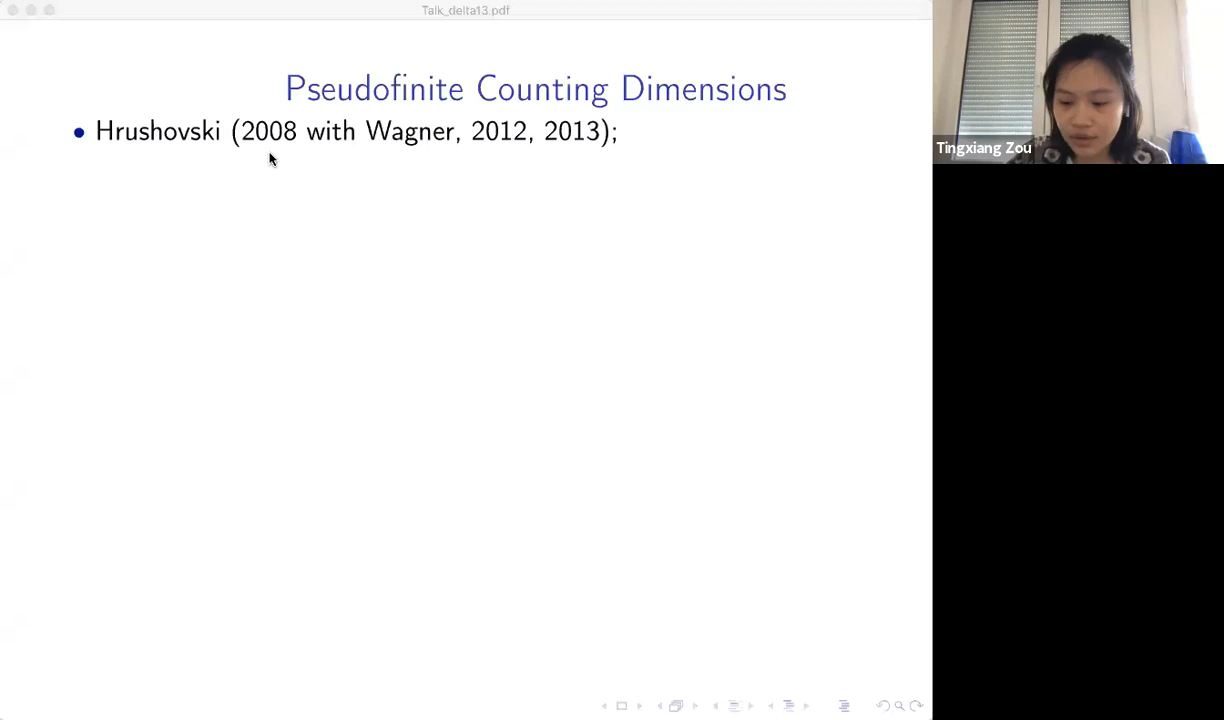 Talk_delta13.pdf
Pseudofinite Counting Dimensions
• Hrushovski (2008 with Wagner, 2012, 2013);
Tingxiang Zou